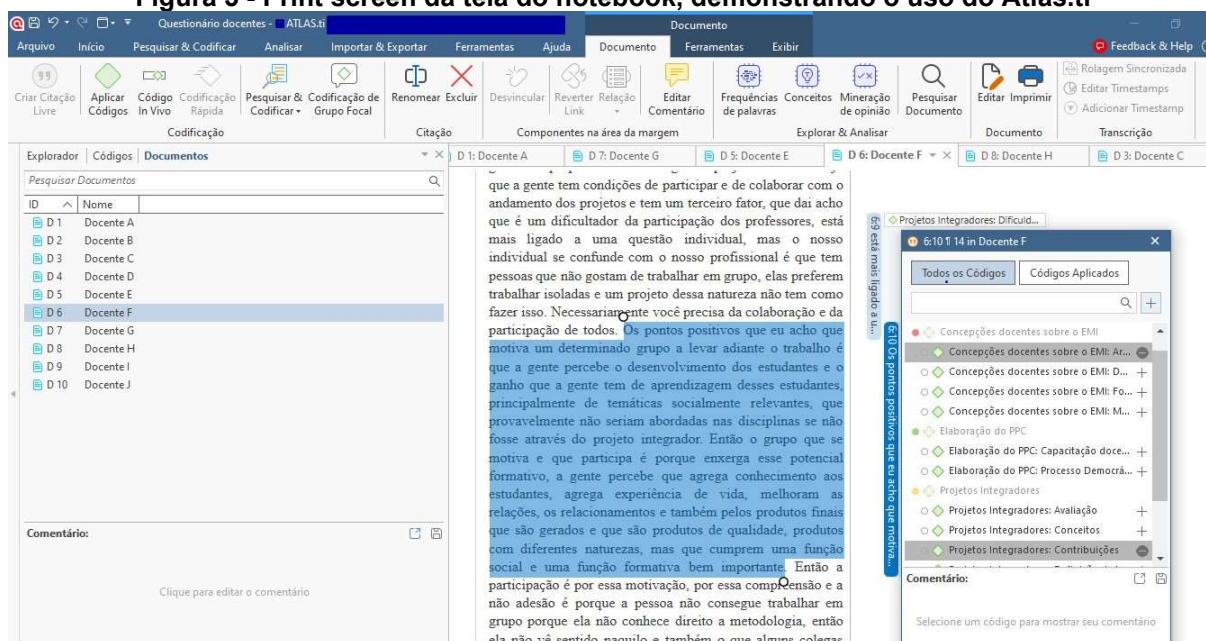 Figura 5 - Print screen da tela do notebook, demonstrando o uso do Atlas.ti
Questionário docentes - ATLAS.ti
Documento
Arquivo Início Pesquisar & Codificar Analisar Importar & Exportar Ferramentas Ajuda Documento Ferramentas Exibir Feedback & Help
Criar Citação Livre
Aplicar Códigos
Código In Vivo
Codificação Rápida
Pesquisar & Codificar
Codificação de Grupo Focal
Renomear Excluir
Desvincular
Reverter Link
Relação
Editar Comentário
Frequências de palavras
Conceitos
Mineração de opinião
Pesquisar Documento
Editar Imprimir
Rolagem Sincronizada
Editar Timestamps
Adicionar Timestamp
Codificação Citação Componentes na área da margem Explorar & Analisar Documento Transcrição
Explorador Códigos Documentos
D 1: Docente A D 7: Docente G D 5: Docente E D 6: Docente F D 8: Docente H D 3: Docente C
Pesquisar Documentos
ID Nome
D 1 Docente A
D 2 Docente B
D 3 Docente C
D 4 Docente D
D 5 Docente E
D 6 Docente F
D 7 Docente G
D 8 Docente H
D 9 Docente I
D 10 Docente J
Comentário:
Clique para editar o comentário
que a gente tem condições de participar e de colaborar com o
andamento dos projetos e tem um terceiro fator, que dai acho
que é um dificultador da participação dos professores, está
mais ligado a uma questão individual, mas o nosso
individual se confunde com o nosso profissional é que tem
pessoas que não gostam de trabalhar em grupo, elas preferem
trabalhar isoladas e um projeto dessa natureza não tem como
fazer isso. Necessariamente você precisa da colaboração e da
participação de todos. Os pontos positivos que eu acho que
motiva um determinado grupo a levar adiante o trabalho é
que a gente percebe o desenvolvimento dos estudantes e o
ganho que a gente tem de aprendizagem desses estudantes,
principalmente de temáticas socialmente relevantes, que
provavelmente não seriam abordadas nas disciplinas se não
fosse através do projeto integrador. Então o grupo que se
motiva e que participa é porque enxerga esse potencial
formativo, a gente percebe que agrega conhecimento aos
estudantes, agrega experiência de vida, melhoram as
relações, os relacionamentos e também pelos produtos finais
que são gerados e que são produtos de qualidade, produtos
com diferentes naturezas, mas que cumprem uma função
social e uma função formativa bem importante. Então a
participação é por essa motivação, por essa compreensão e a
não adesão é porque a pessoa não consegue trabalhar em
grupo porque ela não conhece direito a metodologia, então
ela não vê sentido naquilo e também o que alguns colegas
6:9 está mais ligado a u...
6:10 Os pontos positivos que eu acho que motiva...
Projetos Integradores: Dificuld...
6:10 ¶ 14 in Docente F
Todos os Códigos Códigos Aplicados
Concepções docentes sobre o EMI
Concepções docentes sobre o EMI: Ar...
Concepções docentes sobre o EMI: D...
Concepções docentes sobre o EMI: Fo...
Concepções docentes sobre o EMI: M...
Elaboração do PPC
Elaboração do PPC: Capacitação doce...
Elaboração do PPC: Processo Democrá...
Projetos Integradores
Projetos Integradores: Avaliação
Projetos Integradores: Conceitos
Projetos Integradores: Contribuições
Comentário:
Selecione um código para mostrar seu comentário